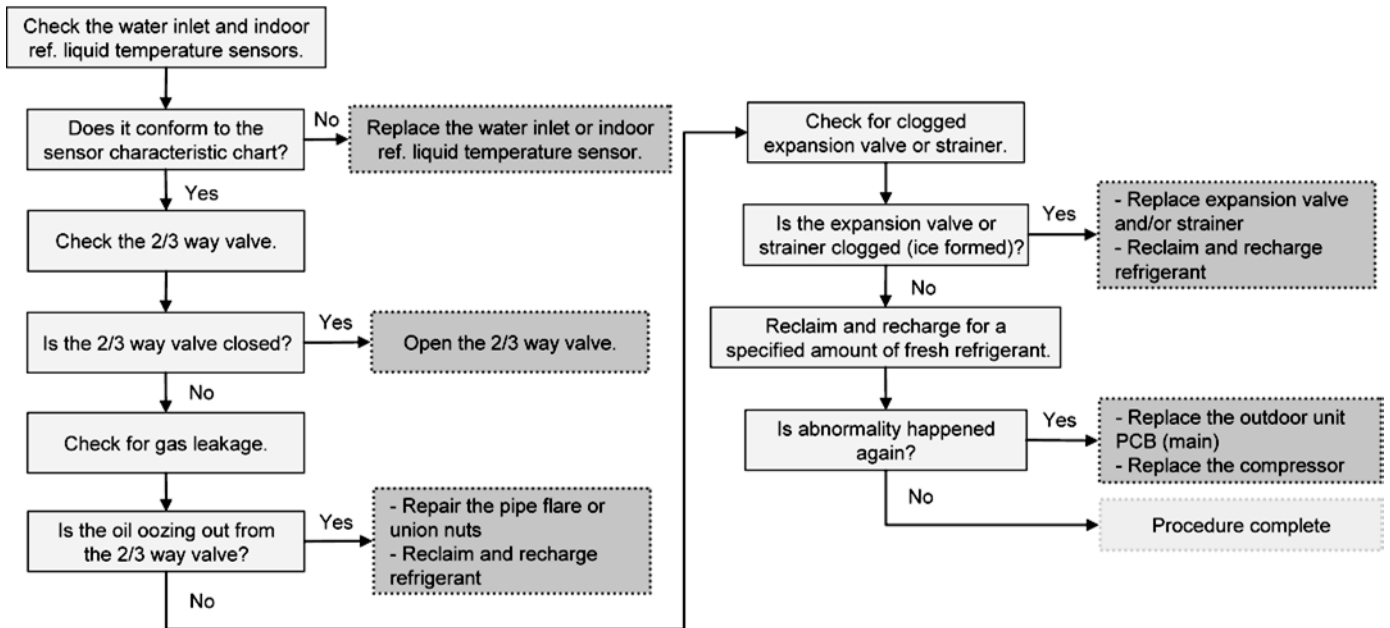 Check the water inlet and indoor
ref. liquid temperature sensors.
Does it conform to the
sensor characteristic chart?
No
Replace the water inlet or indoor
ref. liquid temperature sensor.
Yes
Check the 2/3 way valve.
Is the 2/3 way valve closed?
Yes
Open the 2/3 way valve.
No
Check for gas leakage.
Is the oil oozing out from
the 2/3 way valve?
Yes
- Repair the pipe flare or
union nuts
- Reclaim and recharge
refrigerant
No
Check for clogged
expansion valve or strainer.
Is the expansion valve or
strainer clogged (ice formed)?
Yes
- Replace expansion valve
and/or strainer
- Reclaim and recharge
refrigerant
No
Reclaim and recharge for a
specified amount of fresh refrigerant.
Is abnormality happened
again?
Yes
- Replace the outdoor unit
PCB (main)
- Replace the compressor
No
Procedure complete